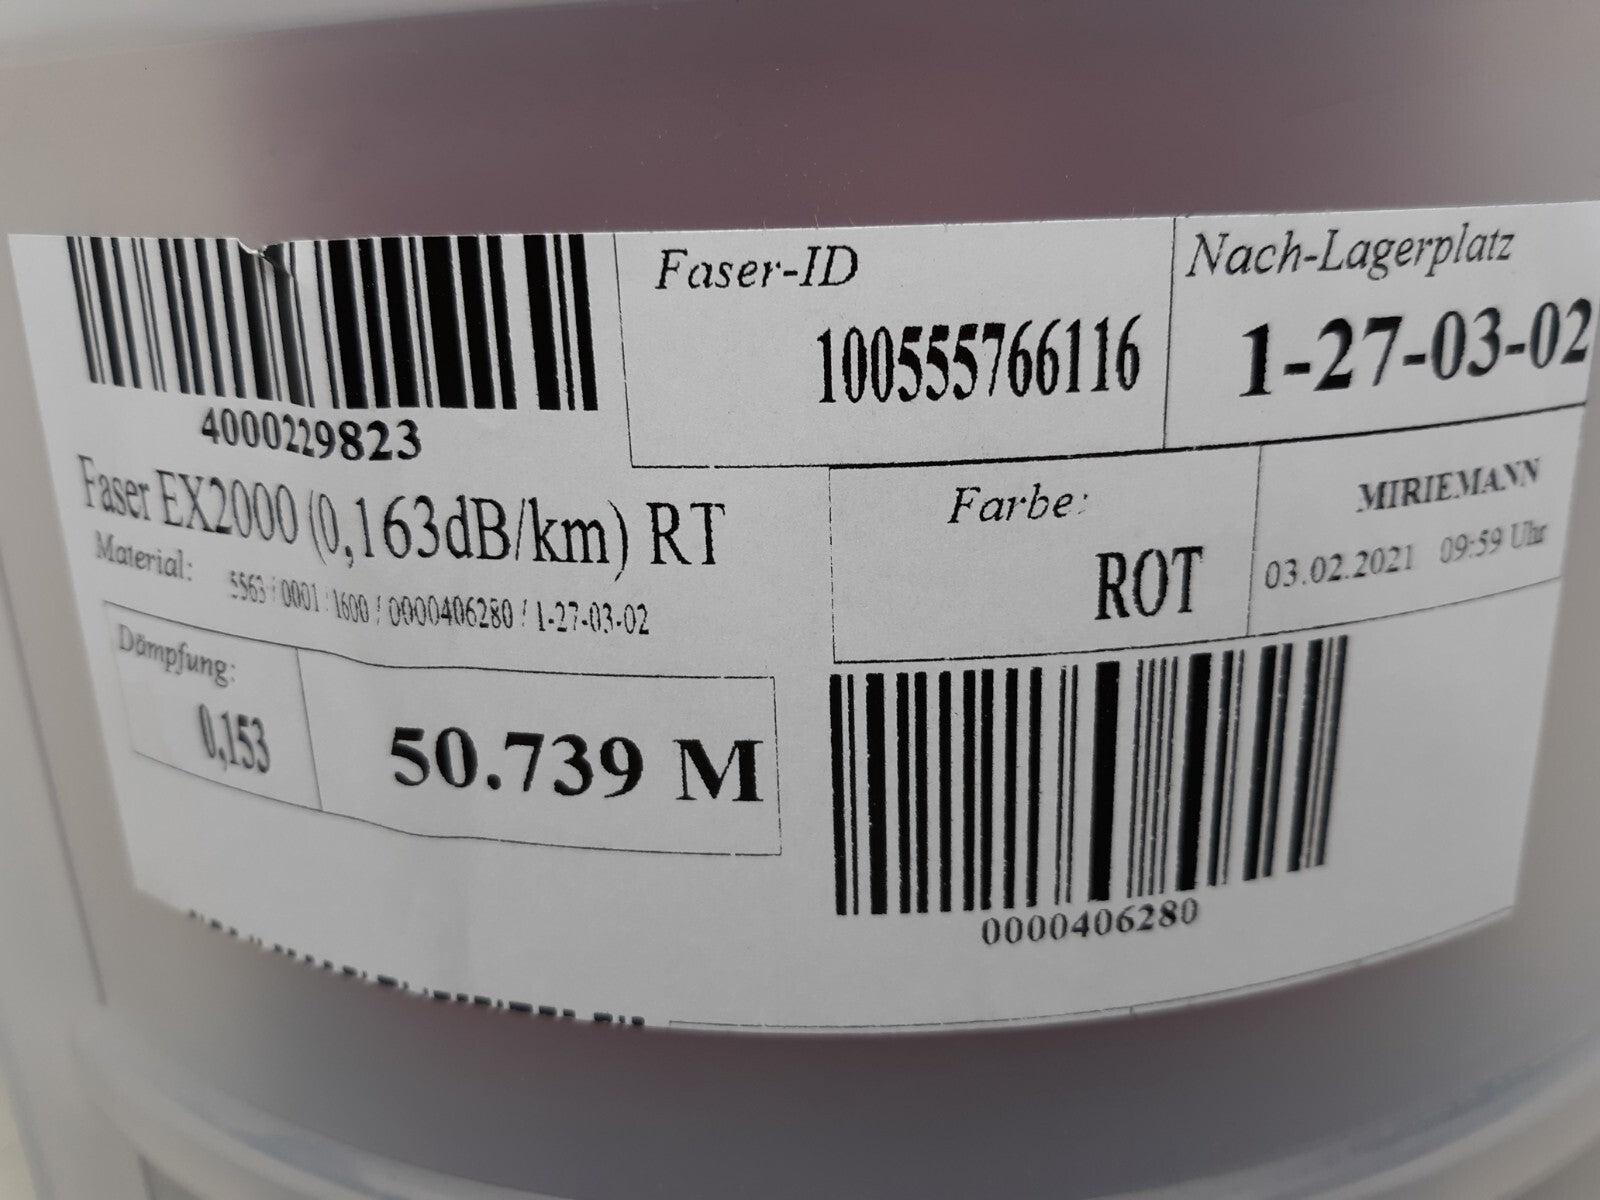 Faser-ID
100555766116
Nach-Lagerplatz
1-27-03-02
4000229823
Faser EX2000 (0,163dB/km) RT
Material: 5563 / 0001 / 1600 / 0000406280 / 1-27-03-02
Farbe:
ROT
MIRIEMANN
03.02.2021 09:59 Uhr
Dämpfung:
0,153
50.739 M
0000406280